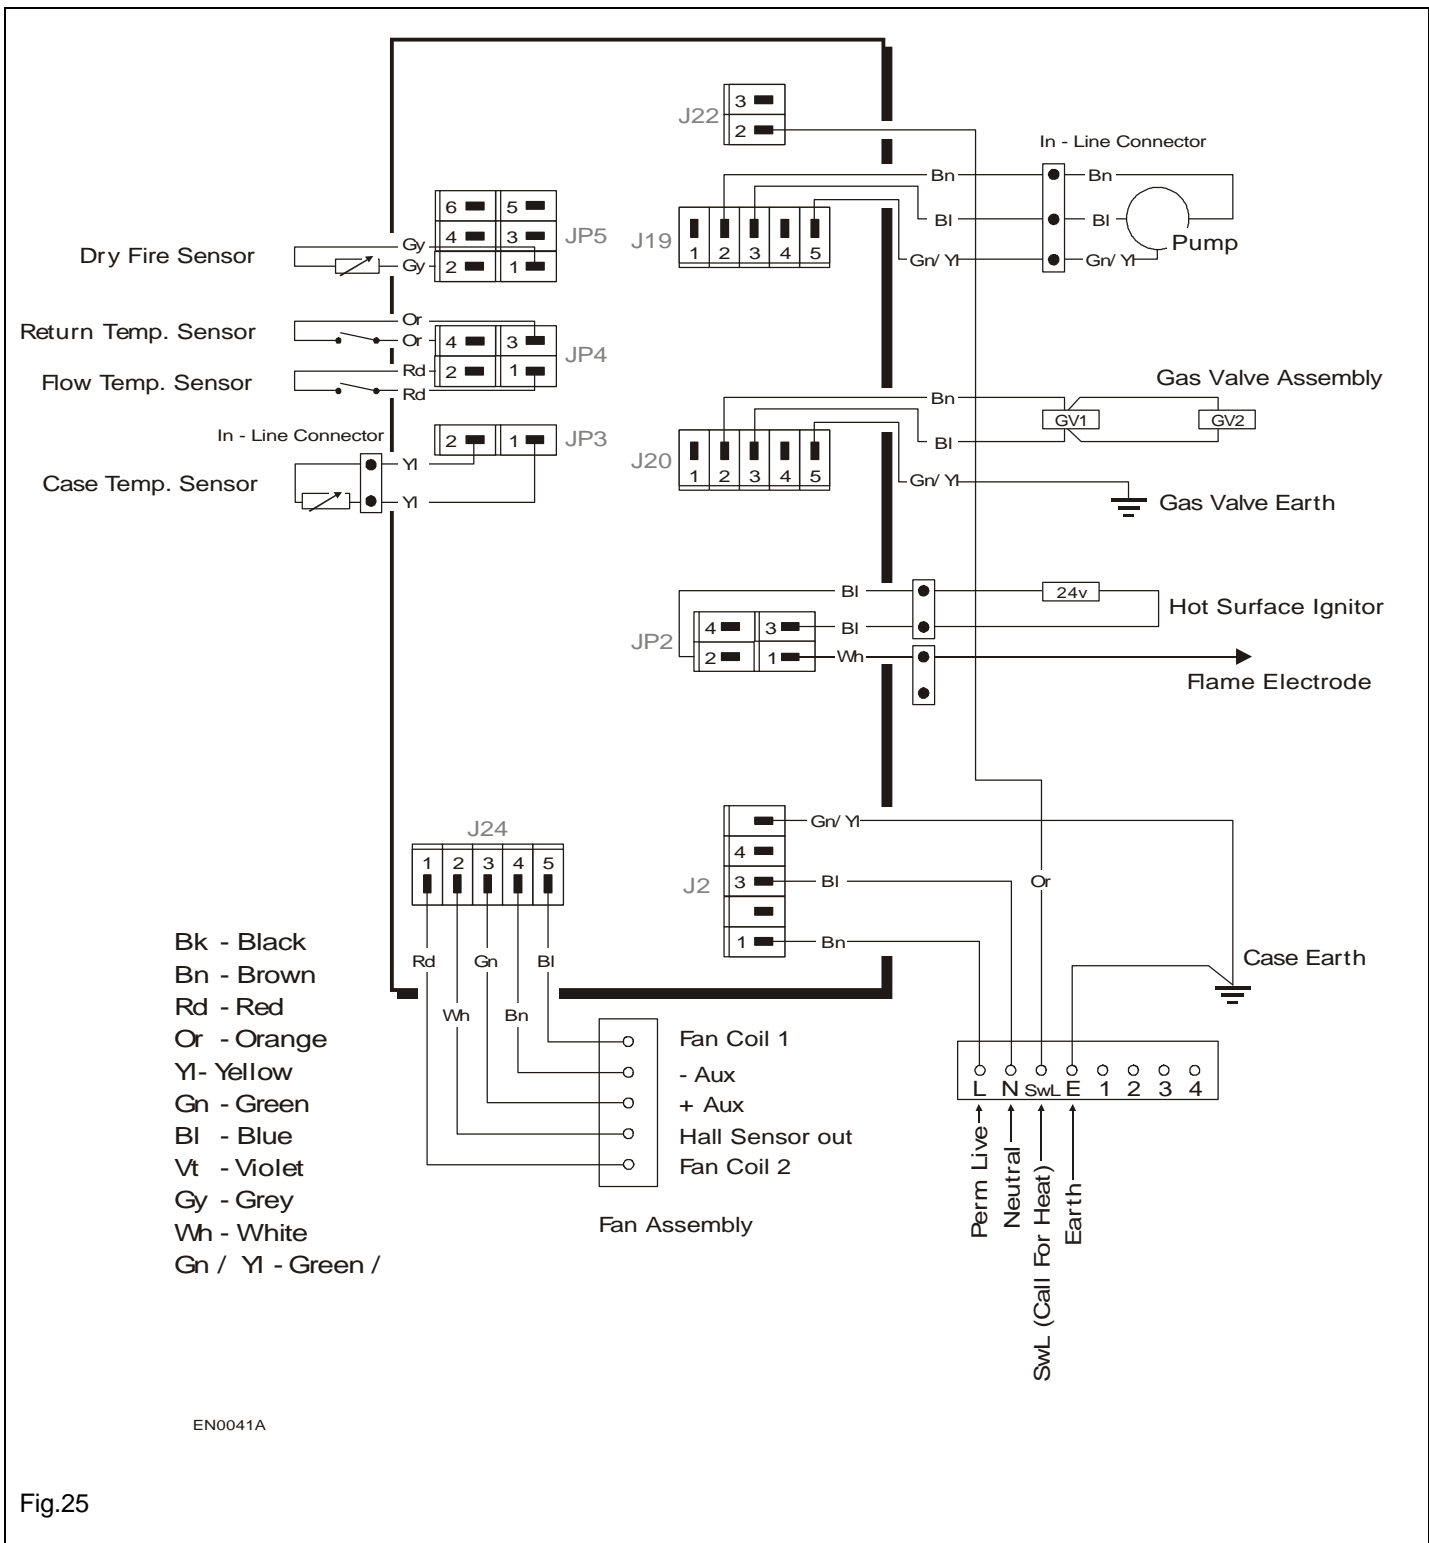 J22
3
2
In - Line Connector
Bn
Bn
6 5
4 3
2 1
JP5
J19
1 2 3 4 5
Bl
Bl
Pump
Gn/ Yl
Gn/ Yl
Dry Fire Sensor
Gy
Gy
Return Temp. Sensor
Or
Or
4 3
2 1
JP4
Flow Temp. Sensor
Rd
Rd
Gas Valve Assembly
Bn
GV1
GV2
Bl
In - Line Connector
2 1
JP3
Yl
Yl
Case Temp. Sensor
J20
1 2 3 4 5
Gn/ Yl
Gas Valve Earth
Bl
24v
Hot Surface Ignitor
JP2
4 3
2 1
Bl
Wh
Flame Electrode
J24
1 2 3 4 5
J2
Gn/ Yl
4
3
Bl
Or
1
Bn
Case Earth
Rd
Gn
Bl
Wh
Bn
Bk - Black
Bn - Brown
Rd - Red
Or - Orange
Yl- Yellow
Gn - Green
Bl - Blue
Vt - Violet
Gy - Grey
Wh - White
Gn / Yl - Green /
Fan Coil 1
- Aux
+ Aux
Hall Sensor out
Fan Coil 2
Fan Assembly
L N SwL E 1 2 3 4
Perm Live
Neutral
SwL (Call For Heat)
Earth
EN0041A
Fig.25